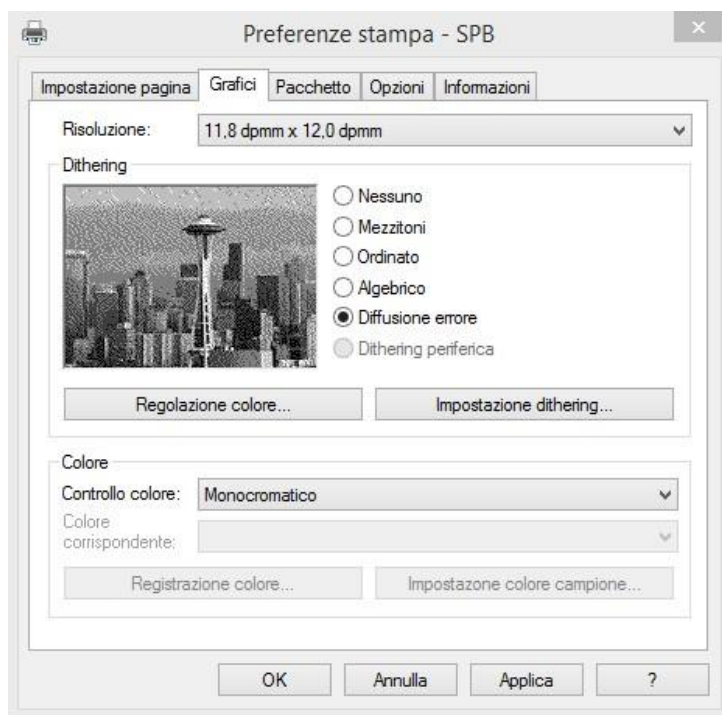 Preferenze stampa - SPB
Impostazione pagina Grafici Pacchetto Opzioni Informazioni
Risoluzione: 11,8 dpmm x 12,0 dpmm
Dithering
Nessuno
Mezzitoni
Ordinato
Algebrico
Diffusione errore
Dithering periferica
Regolazione colore... Impostazione dithering...
Colore
Controllo colore: Monocromatico
Colore
corrispondente:
Registrazione colore... Impostazone colore campione...
OK Annulla Applica ?